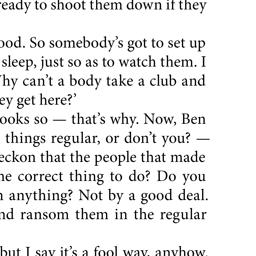 ready to shoot them down if they
ood. So somebody's got to set up
sleep, just so as to watch them. I
Why can't a body take a club and
ey get here?'
ooks so — that's why. Now, Ben
things regular, or don't you? —
eckon that the people that made
he correct thing to do? Do you
n anything? Not by a good deal.
nd ransom them in the regular
but I say it's a fool way, anyhow.